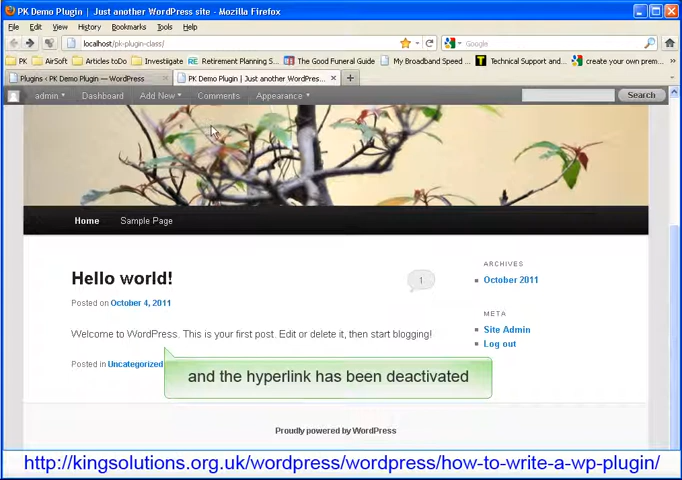 PK Demo Plugin | Just another WordPress site - Mozilla Firefox
File Edit View History Bookmarks Tools Help
localhost/pk-plugin-class/ Google
PK AirSoft Articles toDo Investigate Retirement Planning S... The Good Funeral Guide My Broadband Speed ... Technical Support and... create your own prem...
Plugins ‹ PK Demo Plugin — WordPress PK Demo Plugin | Just another WordPres...
admin Dashboard Add New Comments Appearance Search
Home Sample Page
Hello world!
1
Posted on October 4, 2011
Welcome to WordPress. This is your first post. Edit or delete it, then start blogging!
Posted in Uncategorized
and the hyperlink has been deactivated
ARCHIVES
October 2011
META
Site Admin
Log out
Proudly powered by WordPress
http://kingsolutions.org.uk/wordpress/wordpress/how-to-write-a-wp-plugin/